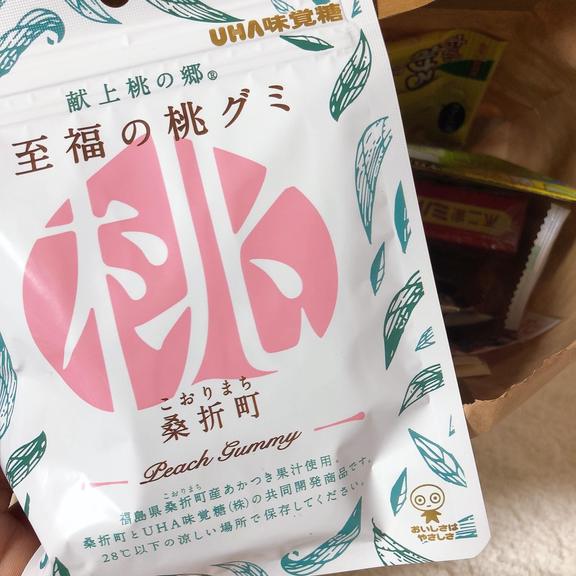 UHA味覚糖
献上桃の郷®
至福の桃グミ
桃
こおりまち
桑折町
Peach Gummy
こおりまち
福島県桑折町産あかつき果汁使用。
桑折町とUHA味覚糖(株)の共同開発商品です。
28℃以下の涼しい場所で保存してください。
おいしさは
やさしさ